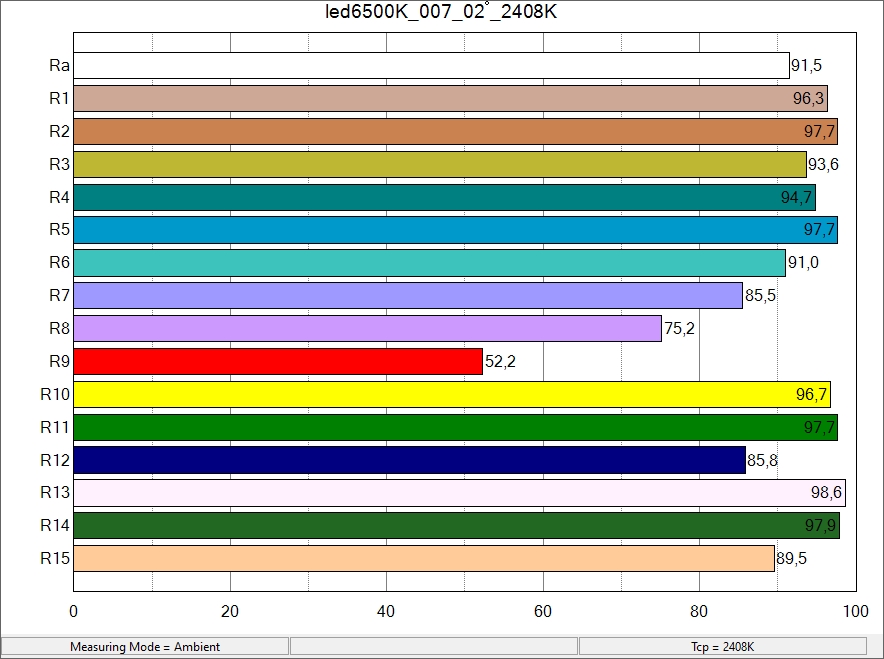 led6500K_007_02°_2408K
Ra 91,5
R1 96,3
R2 97,7
R3 93,6
R4 94,7
R5 97,7
R6 91,0
R7 85,5
R8 75,2
R9 52,2
R10 96,7
R11 97,7
R12 85,8
R13 98,6
R14 97,9
R15 89,5
0 20 40 60 80 100
Measuring Mode = Ambient Tcp = 2408K